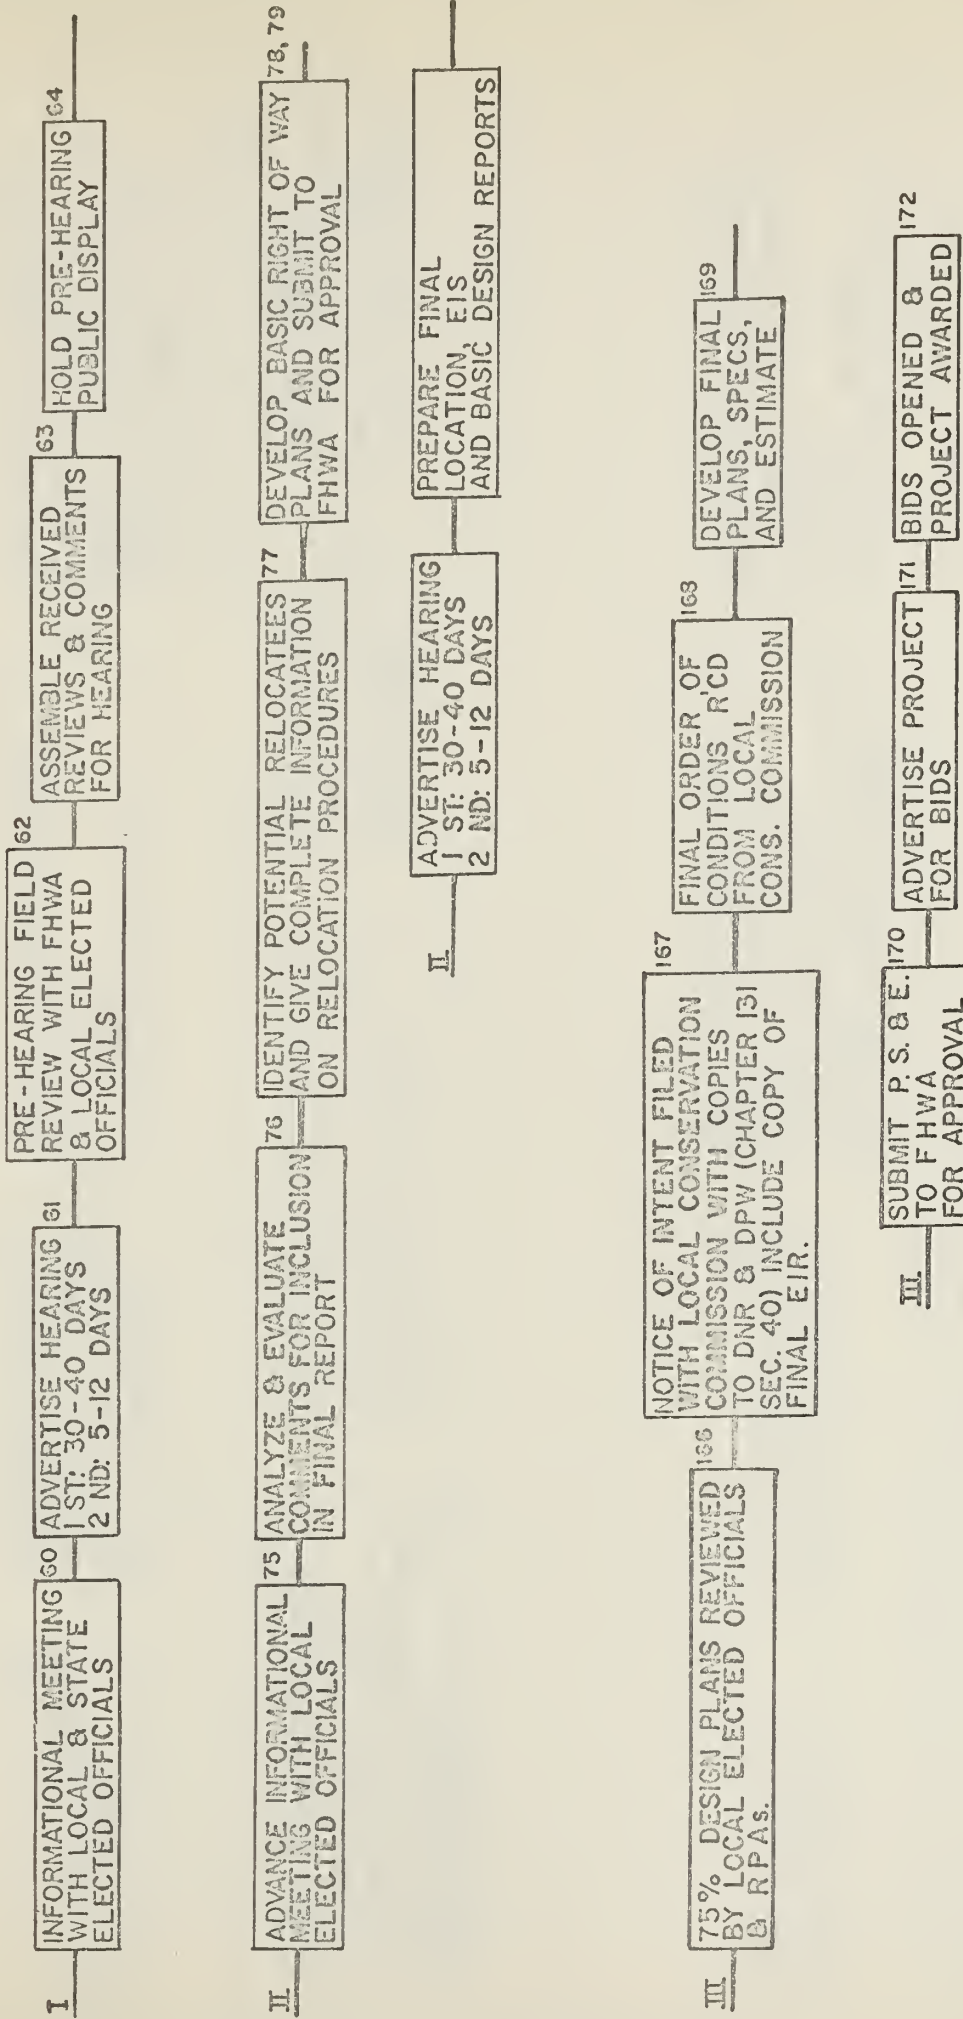 I
INFORMATIONAL MEETING
WITH LOCAL & STATE
ELECTED OFFICIALS
60
ADVERTISE HEARING
1 ST: 30-40 DAYS
2 ND: 5-12 DAYS
61
PRE-HEARING FIELD
REVIEW WITH FHWA
& LOCAL ELECTED
OFFICIALS
62
ASSEMBLE RECEIVED
REVIEWS & COMMENTS
FOR HEARING
63
HOLD PRE-HEARING
PUBLIC DISPLAY
64
II
ADVANCE INFORMATIONAL
MEETING WITH LOCAL
ELECTED OFFICIALS
75
ANALYZE & EVALUATE
COMMENTS FOR INCLUSION
IN FINAL REPORT
76
IDENTIFY POTENTIAL RELOCATEES
AND GIVE COMPLETE INFORMATION
ON RELOCATION PROCEDURES
77
DEVELOP BASIC RIGHT OF WAY
PLANS AND SUBMIT TO
FHWA FOR APPROVAL
78, 79
II
ADVERTISE HEARING
1 ST: 30-40 DAYS
2 ND: 5-12 DAYS
PREPARE FINAL
LOCATION, EIS
AND BASIC DESIGN REPORTS
III
75% DESIGN PLANS REVIEWED
BY LOCAL ELECTED OFFICIALS
& RPAs.
166
NOTICE OF INTENT FILED
WITH LOCAL CONSERVATION
COMMISSION WITH COPIES
TO DNR & DPW (CHAPTER 131
SEC. 40) INCLUDE COPY OF
FINAL EIR.
167
FINAL ORDER OF
CONDITIONS R'CD
FROM LOCAL
CONS. COMMISSION
168
DEVELOP FINAL
PLANS, SPECS,
AND ESTIMATE
169
III
SUBMIT P.S. & E.
TO FHWA
FOR APPROVAL
170
ADVERTISE PROJECT
FOR BIDS
171
BIDS OPENED &
PROJECT AWARDED
172